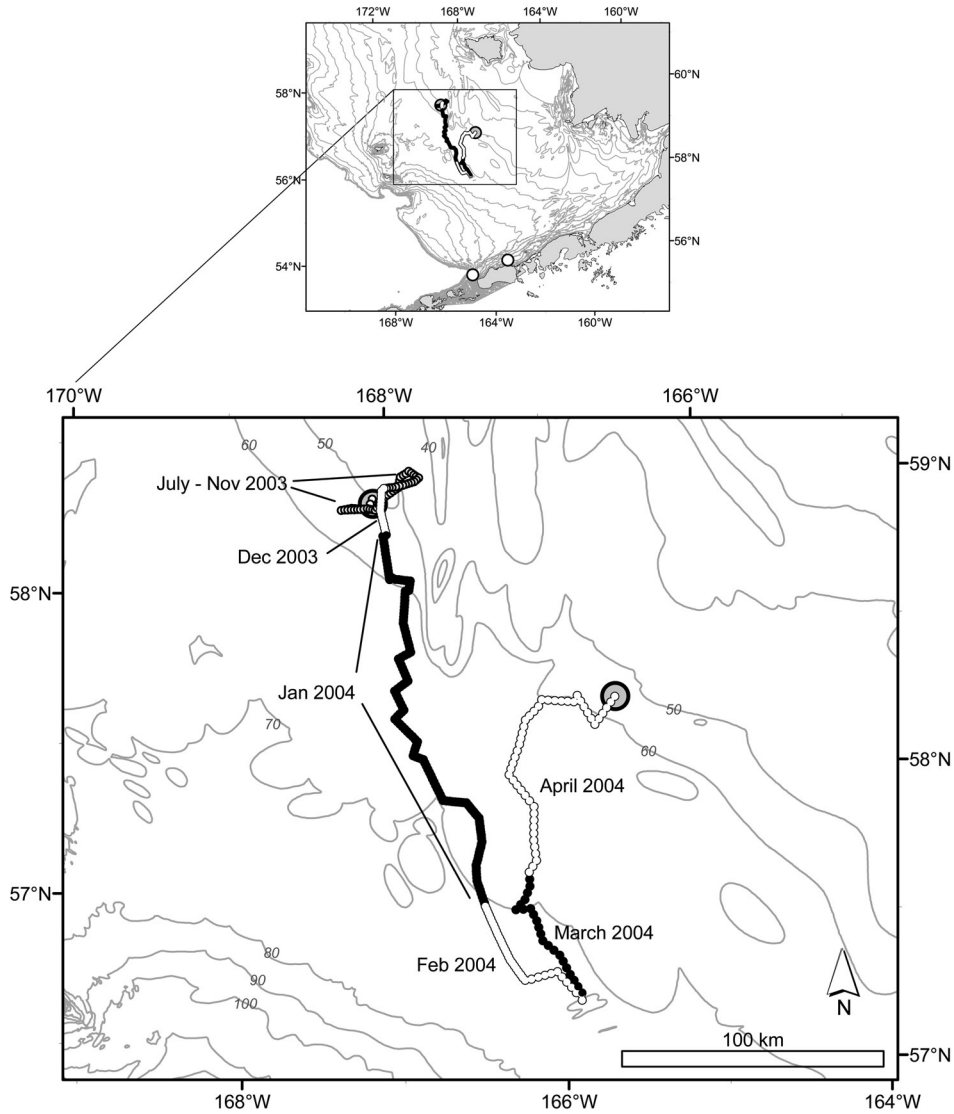 172°W
168°W
164°W
160°W
58°N
60°N
58°N
56°N
56°N
54°N
168°W
164°W
160°W
170°W
168°W
166°W
60
50
40
59°N
July - Nov 2003
Dec 2003
58°N
Jan 2004
70
50
60
58°N
April 2004
57°N
March 2004
Feb 2004
80
90
100
N
100 km
57°N
168°W
166°W
164°W